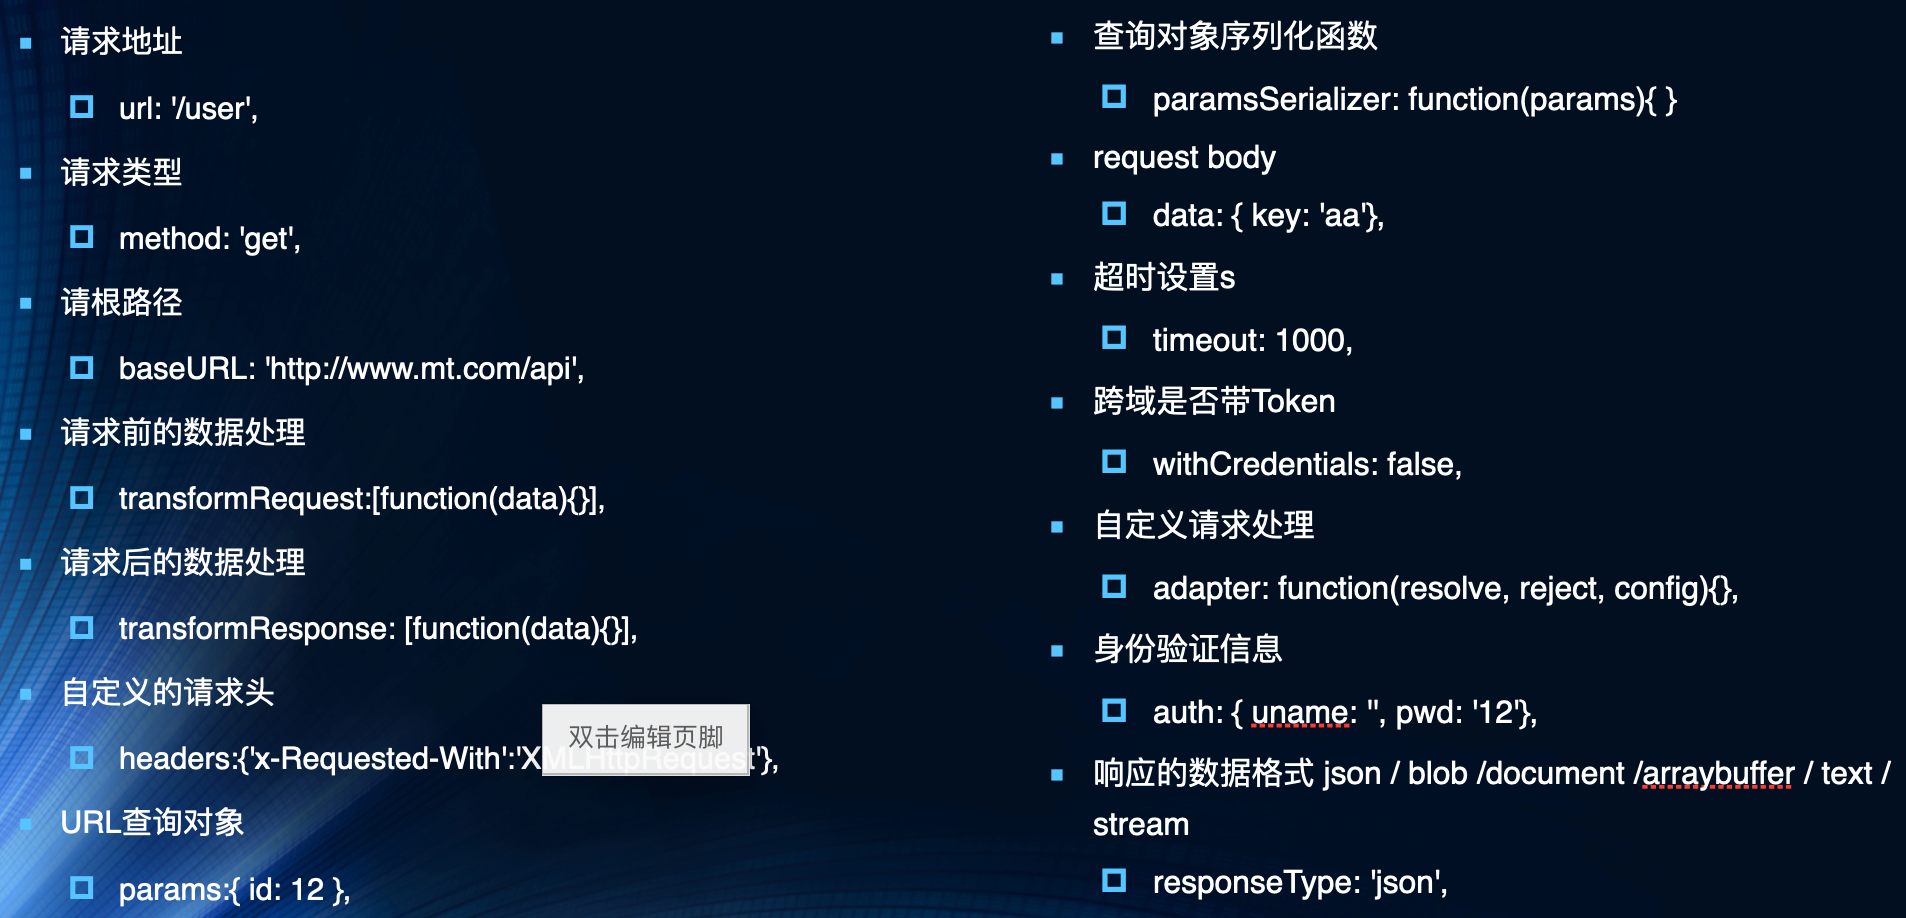 请求地址
url: '/user',
请求类型
method: 'get',
请根路径
baseURL: 'http://www.mt.com/api',
请求前的数据处理
transformRequest:[function(data){}],
请求后的数据处理
transformResponse: [function(data){}],
自定义的请求头
双击编辑页脚
headers:{'x-Requested-With':'XMLHttpRequest'},
URL查询对象
params:{ id: 12 },
查询对象序列化函数
paramsSerializer: function(params){ }
request body
data: { key: 'aa'},
超时设置s
timeout: 1000,
跨域是否带Token
withCredentials: false,
自定义请求处理
adapter: function(resolve, reject, config){},
身份验证信息
auth: { uname: '', pwd: '12'},
响应的数据格式 json / blob /document /arraybuffer / text /
stream
responseType: 'json',